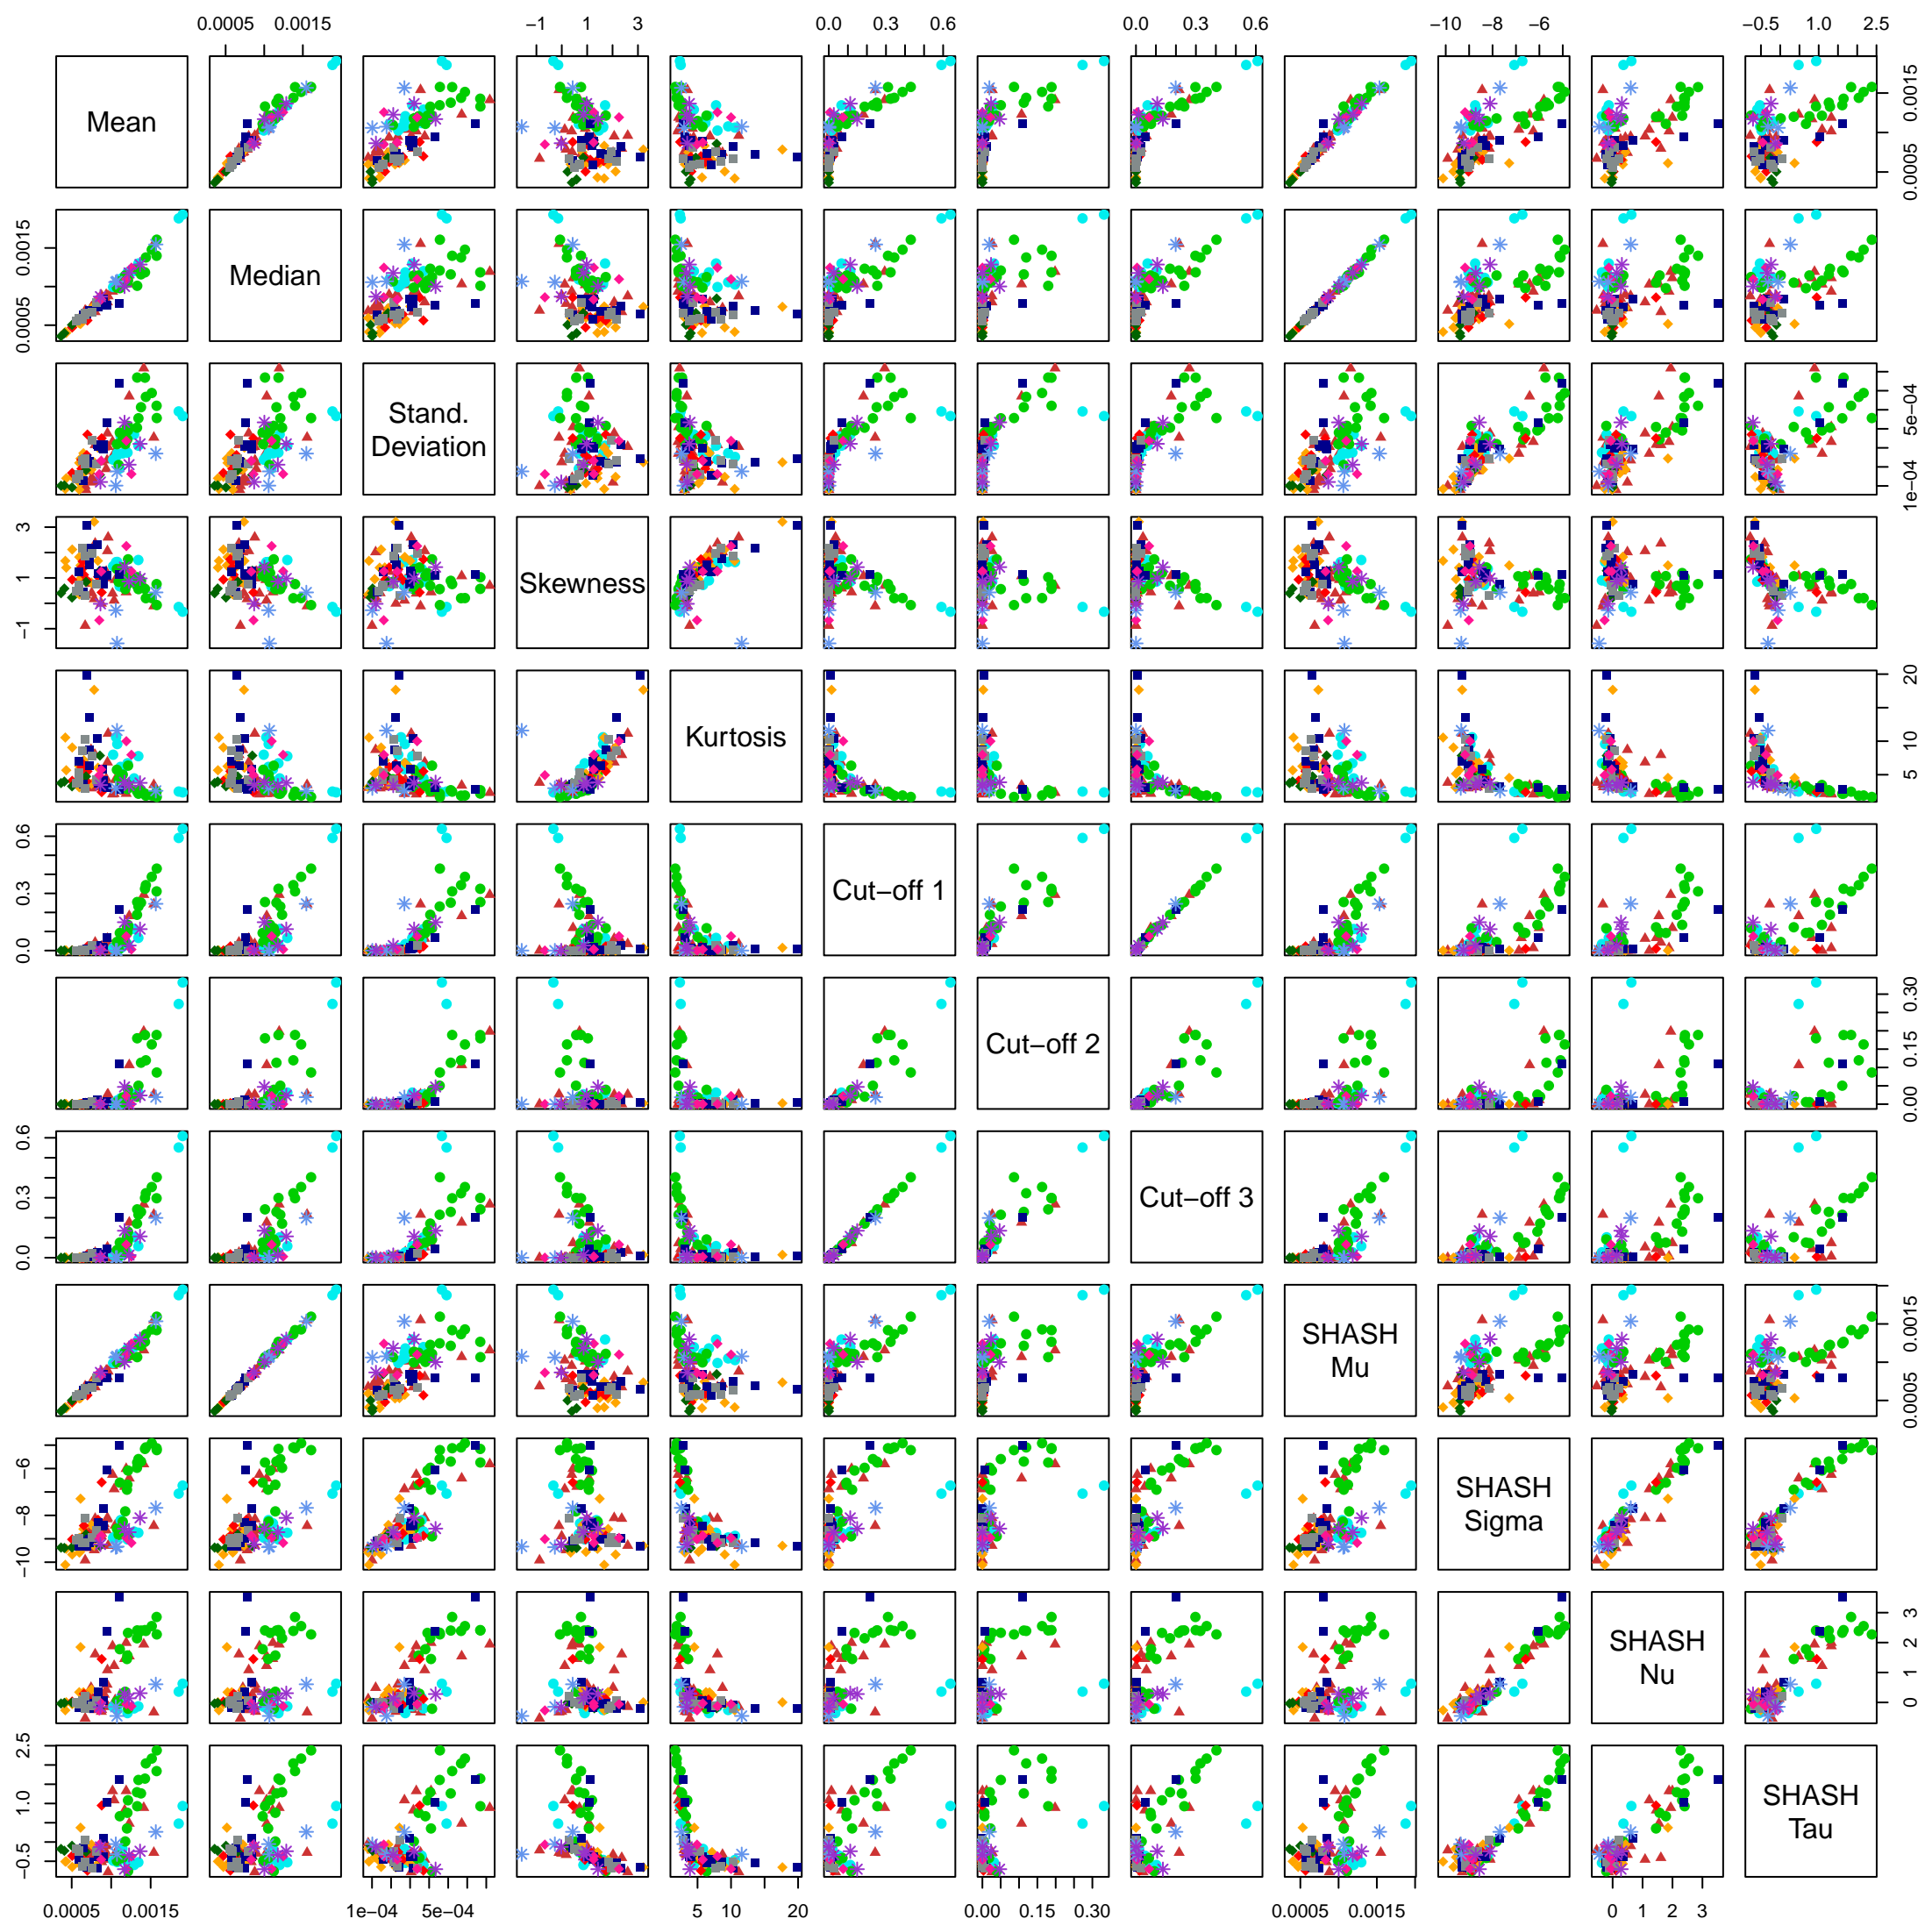 0.0005 0.0015
−1 1 3
0.0 0.3 0.6
0.0 0.3 0.6
−10 −8 −6
−0.5 1.0 2.5
Mean
0.0005 0.0015
0.0005 0.0015
Median
Stand.
Deviation
1e−04 5e−04
−1 1 3
Skewness
Kurtosis
5 10 20
0.0 0.3 0.6
Cut−off 1
Cut−off 2
0.00 0.15 0.30
0.0 0.3 0.6
Cut−off 3
SHASH
Mu
0.0005 0.0015
−10 −8 −6
SHASH
Sigma
SHASH
Nu
0 1 2 3
−0.5 1.0 2.5
SHASH
Tau
0.0005 0.0015
1e−04 5e−04
5 10 20
0.00 0.15 0.30
0.0005 0.0015
0 1 2 3